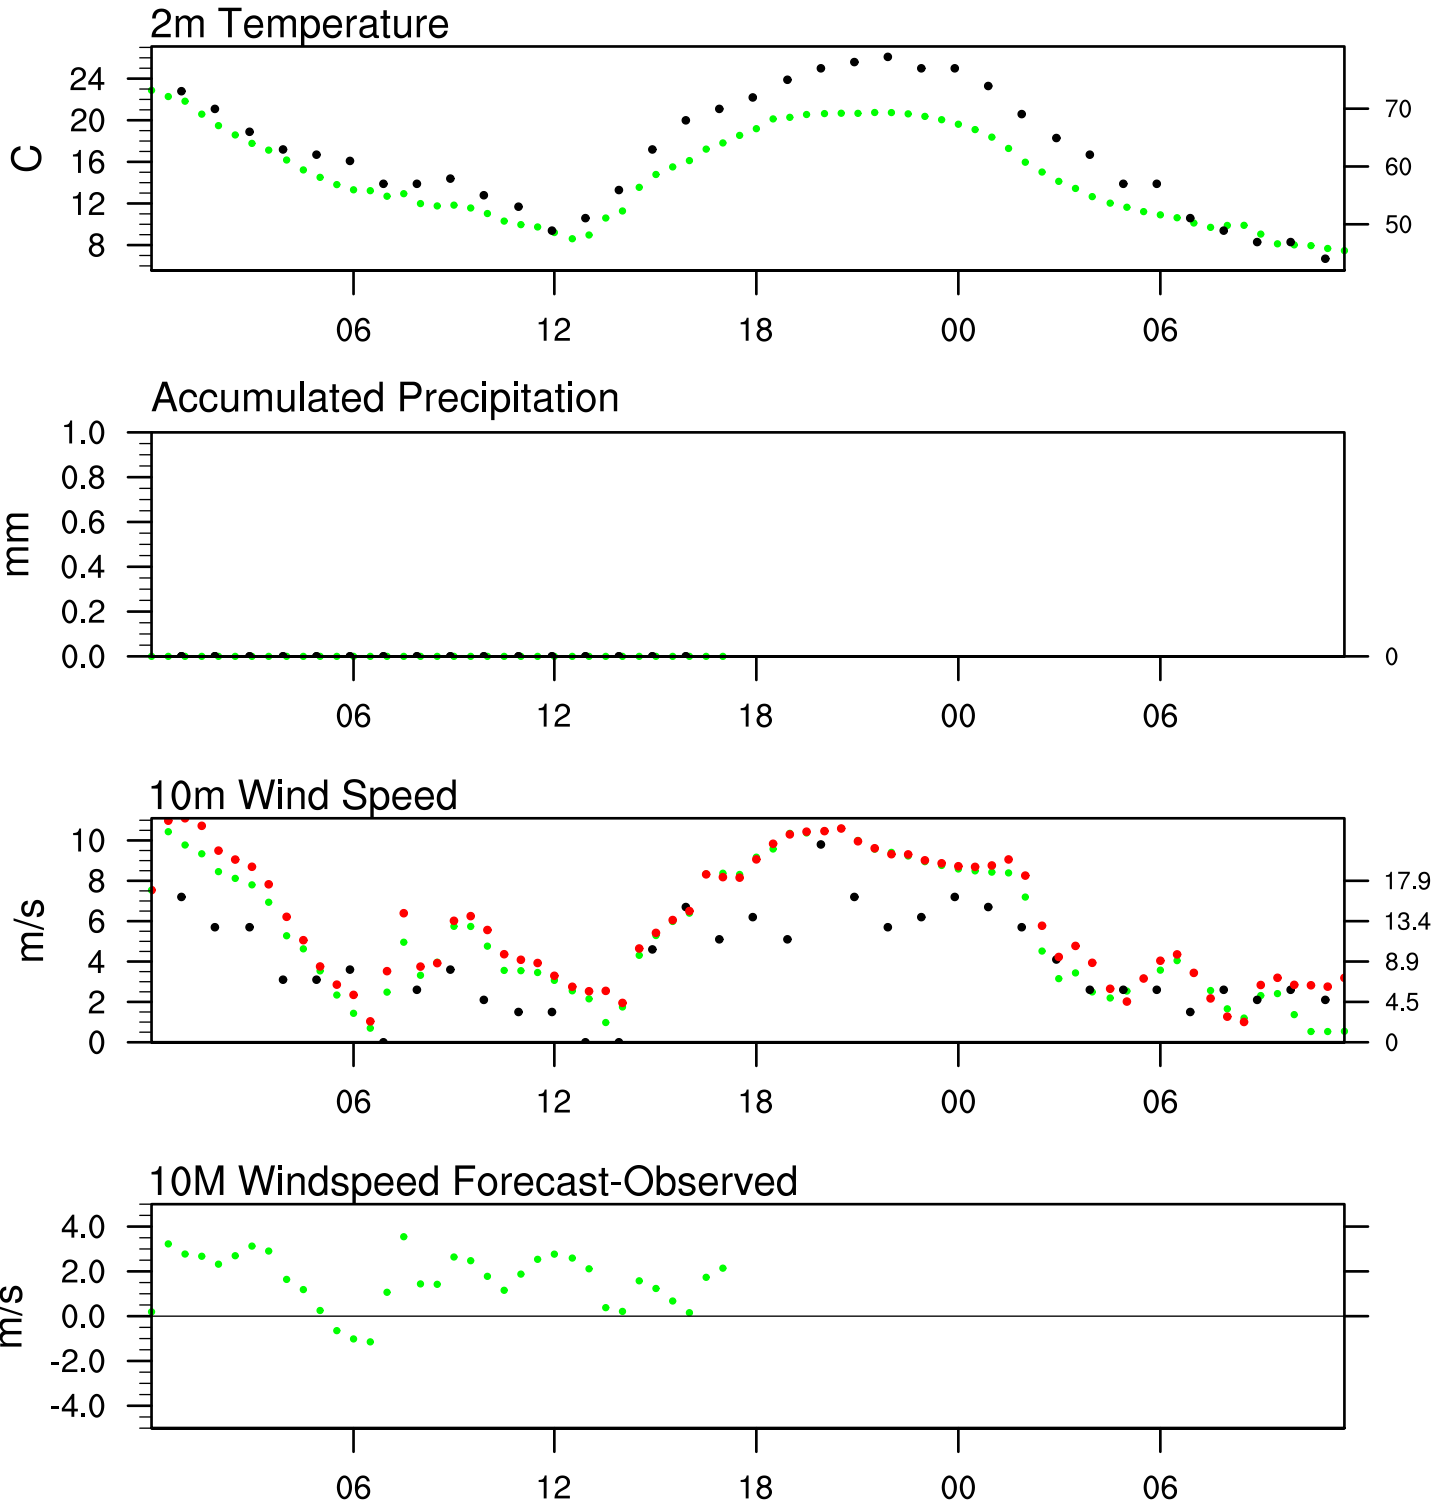 2m Temperature
24
20
16
12
8
C
70
60
50
06 12 18 00 06
Accumulated Precipitation
1.0
0.8
0.6
0.4
0.2
0.0
mm
0
06 12 18 00 06
10m Wind Speed
10
8
6
4
2
0
m/s
17.9
13.4
8.9
4.5
0
06 12 18 00 06
10M Windspeed Forecast-Observed
4.0
2.0
0.0
-2.0
-4.0
m/s
06 12 18 00 06